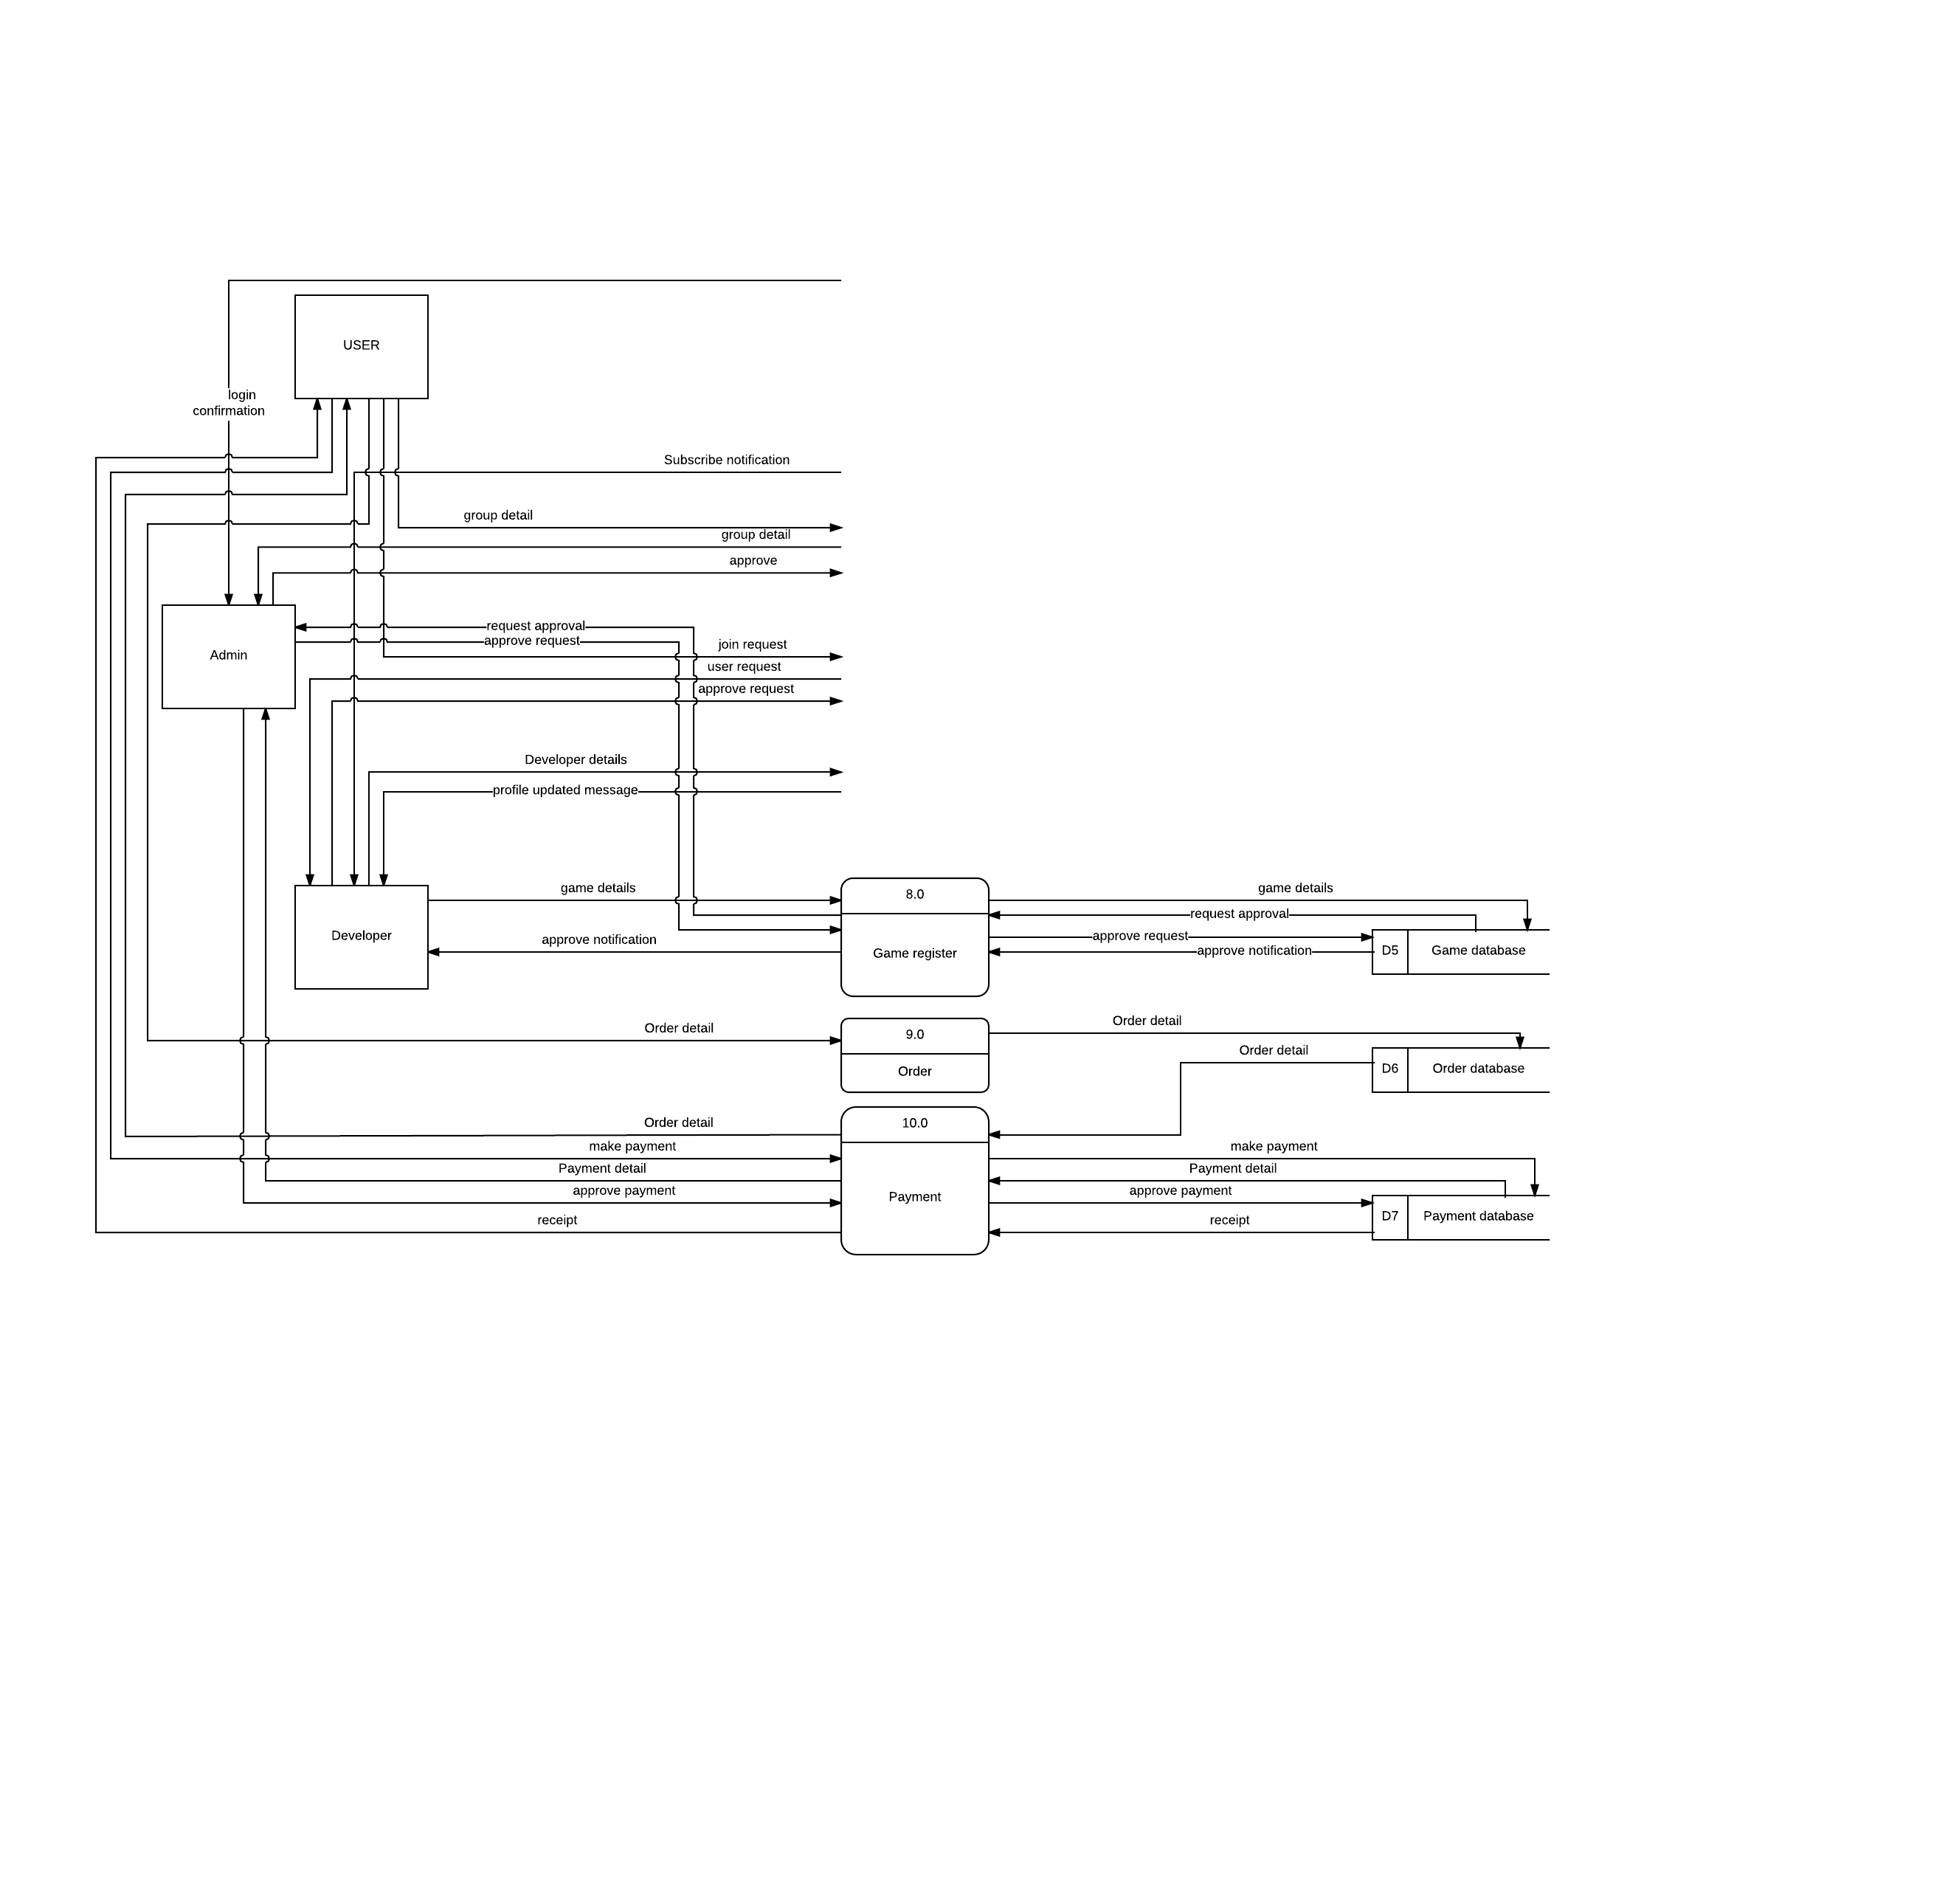 USER
login
confirmation
Subscribe notification
group detail
group detail
approve
request approval
approve request
join request
Admin
user request
approve request
Developer details
profile updated message
game details
8.0
game details
request approval
Developer
approve notification
Game register
approve request
approve notification
D5
Game database
Order detail
9.0
Order detail
Order detail
Order
D6
Order database
Order detail
10.0
make payment
make payment
Payment detail
Payment detail
approve payment
Payment
approve payment
receipt
receipt
D7
Payment database